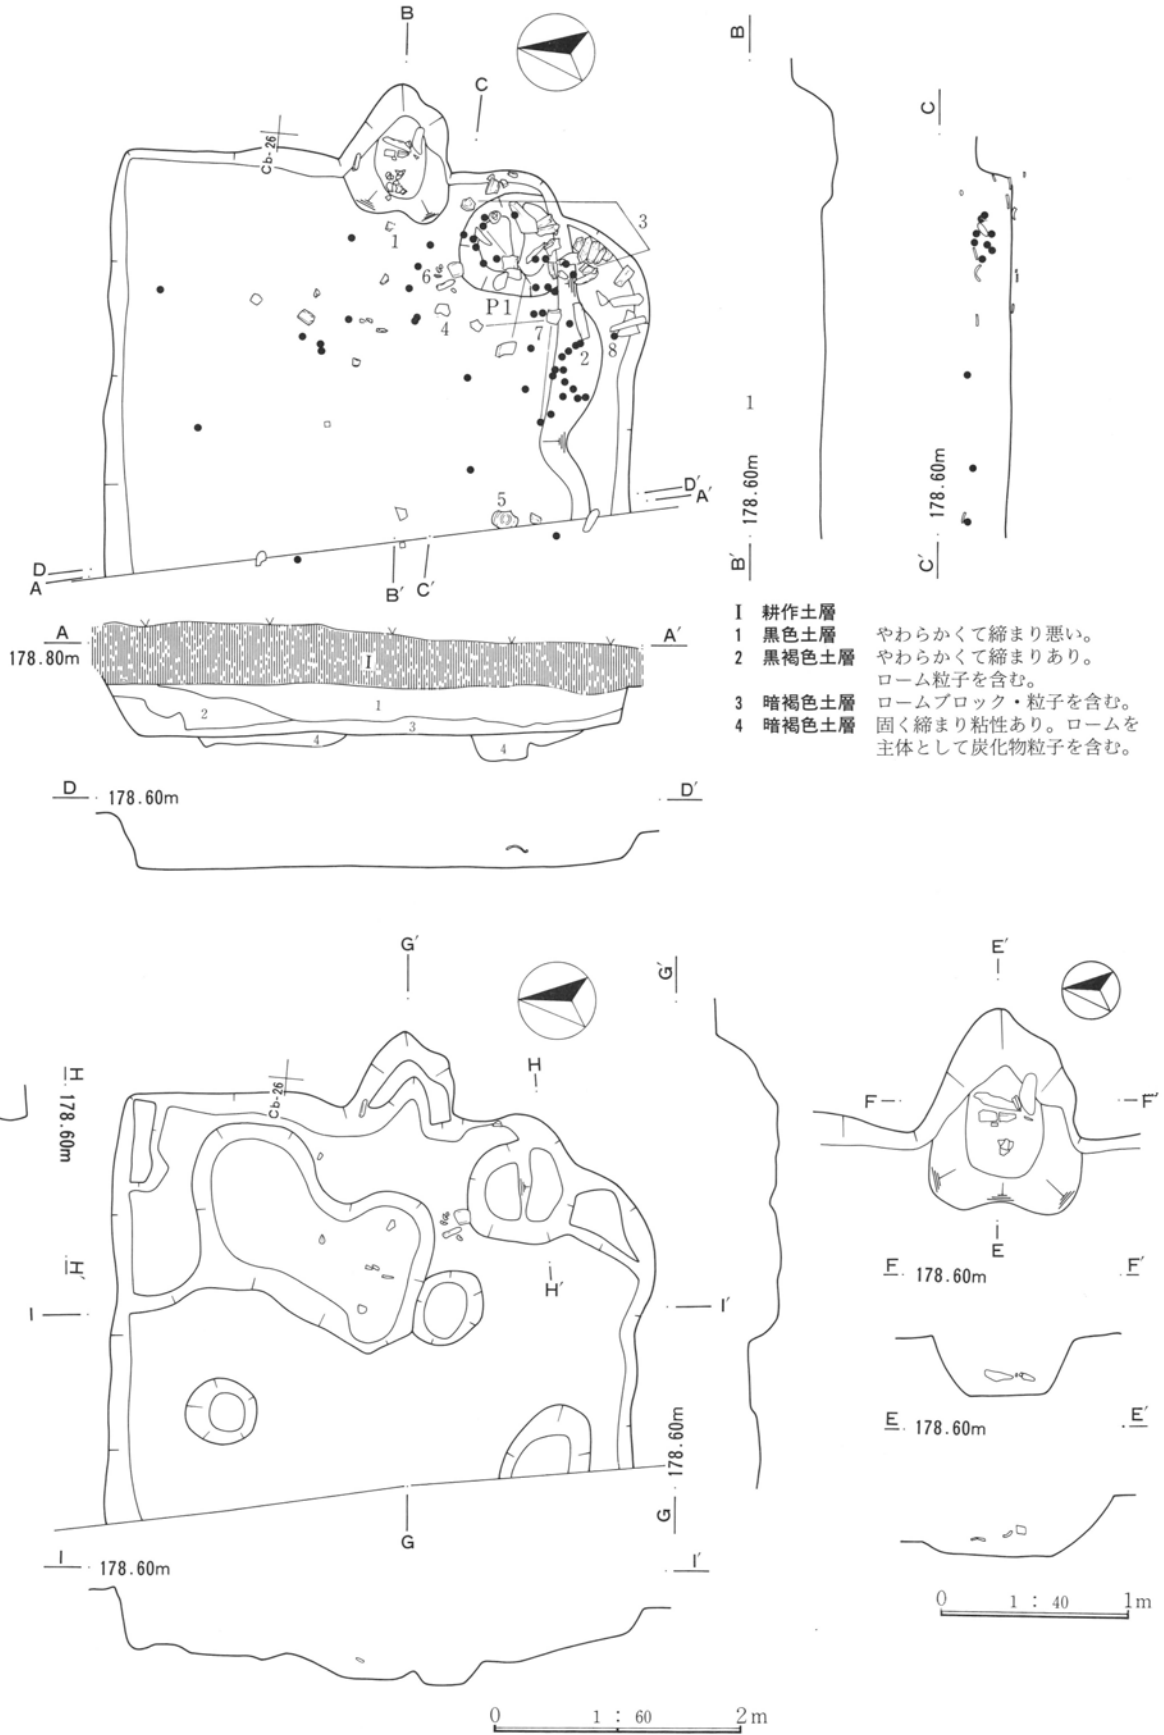 B
C
Cb-26
1
3
6
4
P1
7
2
8
5
D
A
D′
A′
B′
C′
B
1
178.60m
B′
C
178.60m
C′
A
A′
178.80m
I
1
2
3
4
4
I 耕作土層
1 黒色土層 やわらかくて締まり悪い。
2 黒褐色土層 やわらかくて締まりあり。
ローム粒子を含む。
3 暗褐色土層 ロームブロック・粒子を含む。
4 暗褐色土層 固く締まり粘性あり。ロームを
主体として炭化物粒子を含む。
D 178.60m D′
G′
H
Cb-26
H 178.60m
H′
H′
I
I′
G
G′
178.60m
G
I 178.60m I′
E′
F
F′
E
F 178.60m F′
E 178.60m E′
0 1 : 40 1m
0 1 : 60 2m